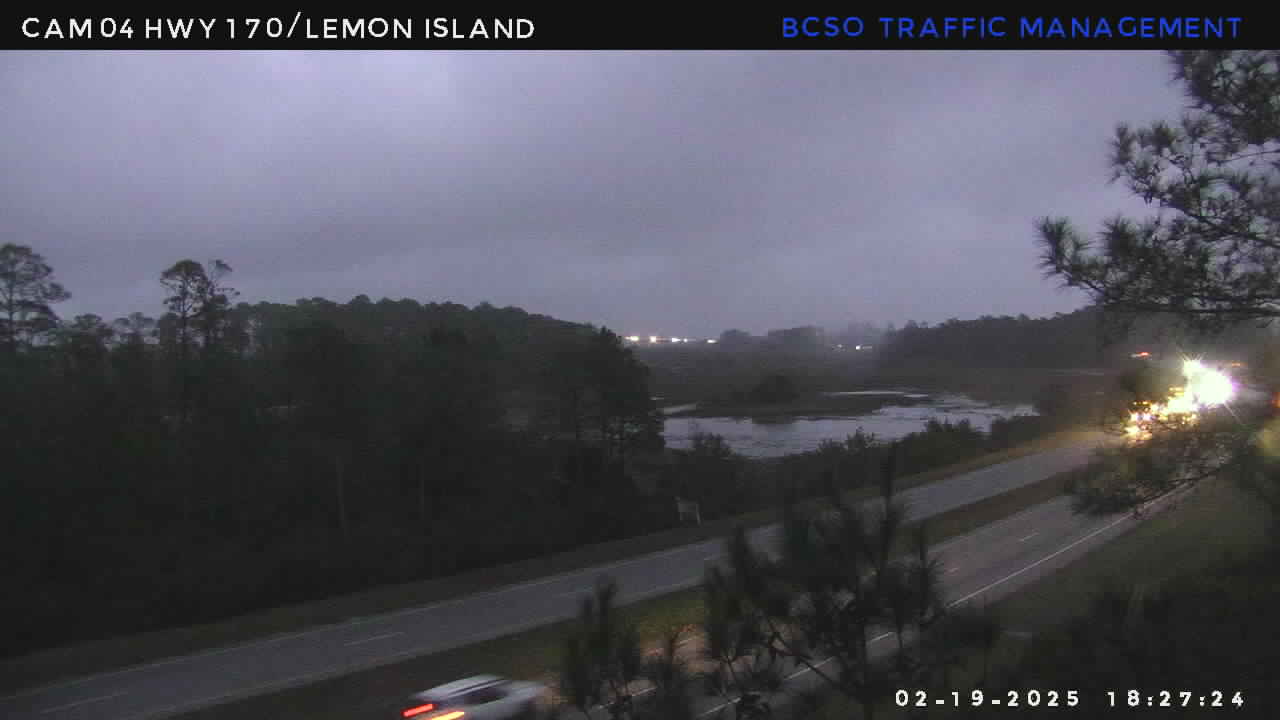 CAM04 HWY 170/LEMON ISLAND
BCSO TRAFFIC MANAGEMENT
02-19-2025 18:27:24